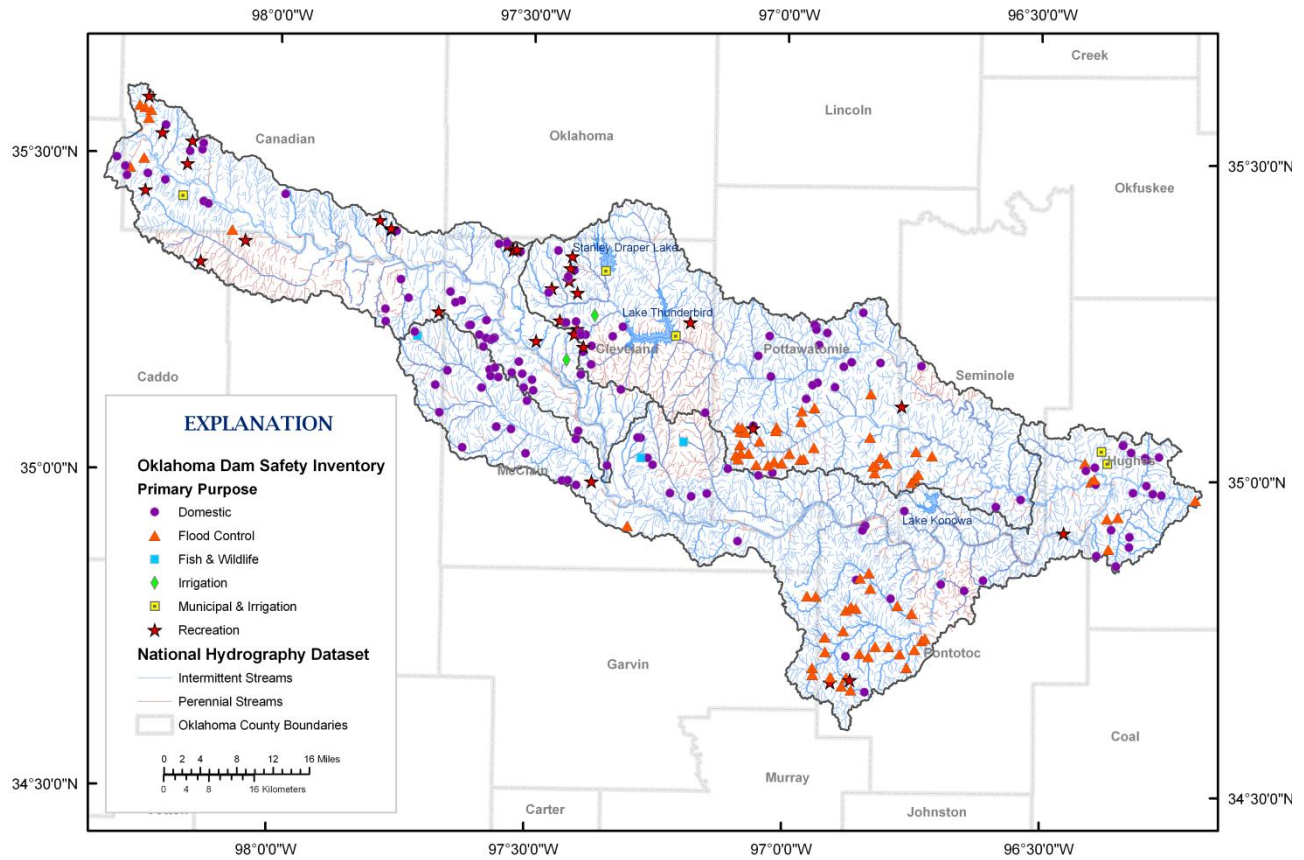 98°0'0"W 97°30'0"W 97°0'0"W 96°30'0"W
Creek
Lincoln
Canadian
Oklahoma
35°30'0"N 35°30'0"N
Okfuskee
Stanley Draper Lake
Lake Thunderbird
Cleveland
Pottawatomie
Caddo
Seminole
EXPLANATION
Oklahoma Dam Safety Inventory
Primary Purpose
Domestic
Flood Control
Fish & Wildlife
Irrigation
Municipal & Irrigation
Recreation
National Hydrography Dataset
Intermittent Streams
Perennial Streams
Oklahoma County Boundaries
0 2 4 8 12 16 Miles
0 4 8 16 Kilometers
35°0'0"N 35°0'0"N
McClain
Hughes
Lake Konowa
Garvin
Pontotoc
Coal
Murray
34°30'0"N 34°30'0"N
Carter
Johnston
98°0'0"W 97°30'0"W 97°0'0"W 96°30'0"W